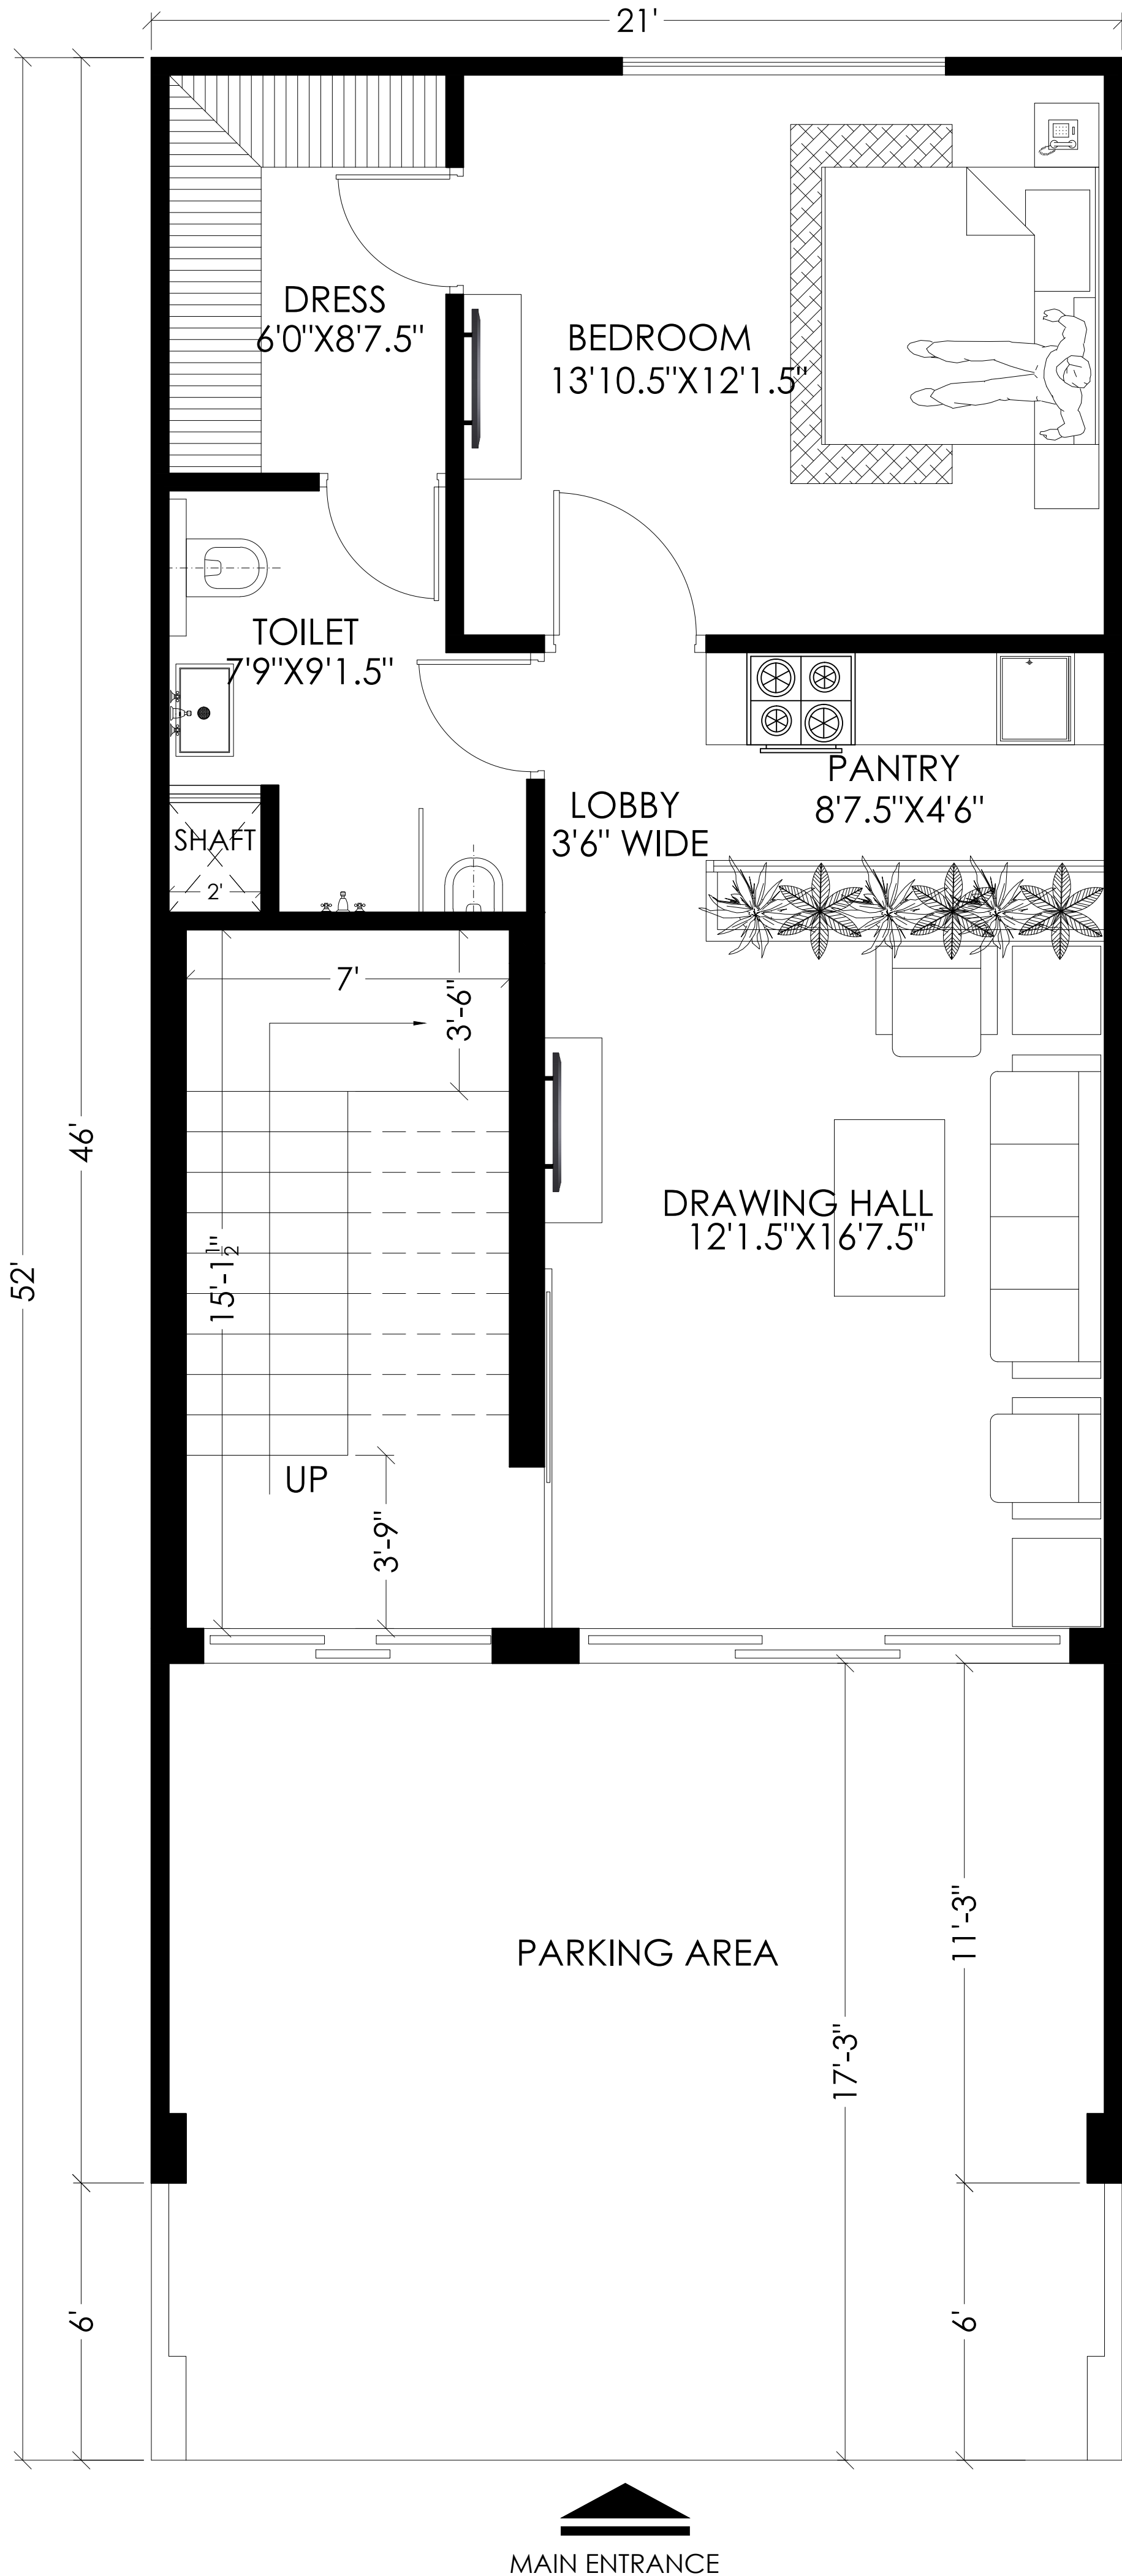 21'
DRESS
6'0"X8'7.5"
BEDROOM
13'10.5"X12'1.5"
TOILET
7'9"X9'1.5"
PANTRY
8'7.5"X4'6"
LOBBY
3'6" WIDE
SHAFT
2'
7'
3'-6"
46'
52'
DRAWING HALL
12'1.5"X16'7.5"
15'-1 1/2"
UP
3'-9"
PARKING AREA
11'-3"
17'-3"
6'
6'
MAIN ENTRANCE